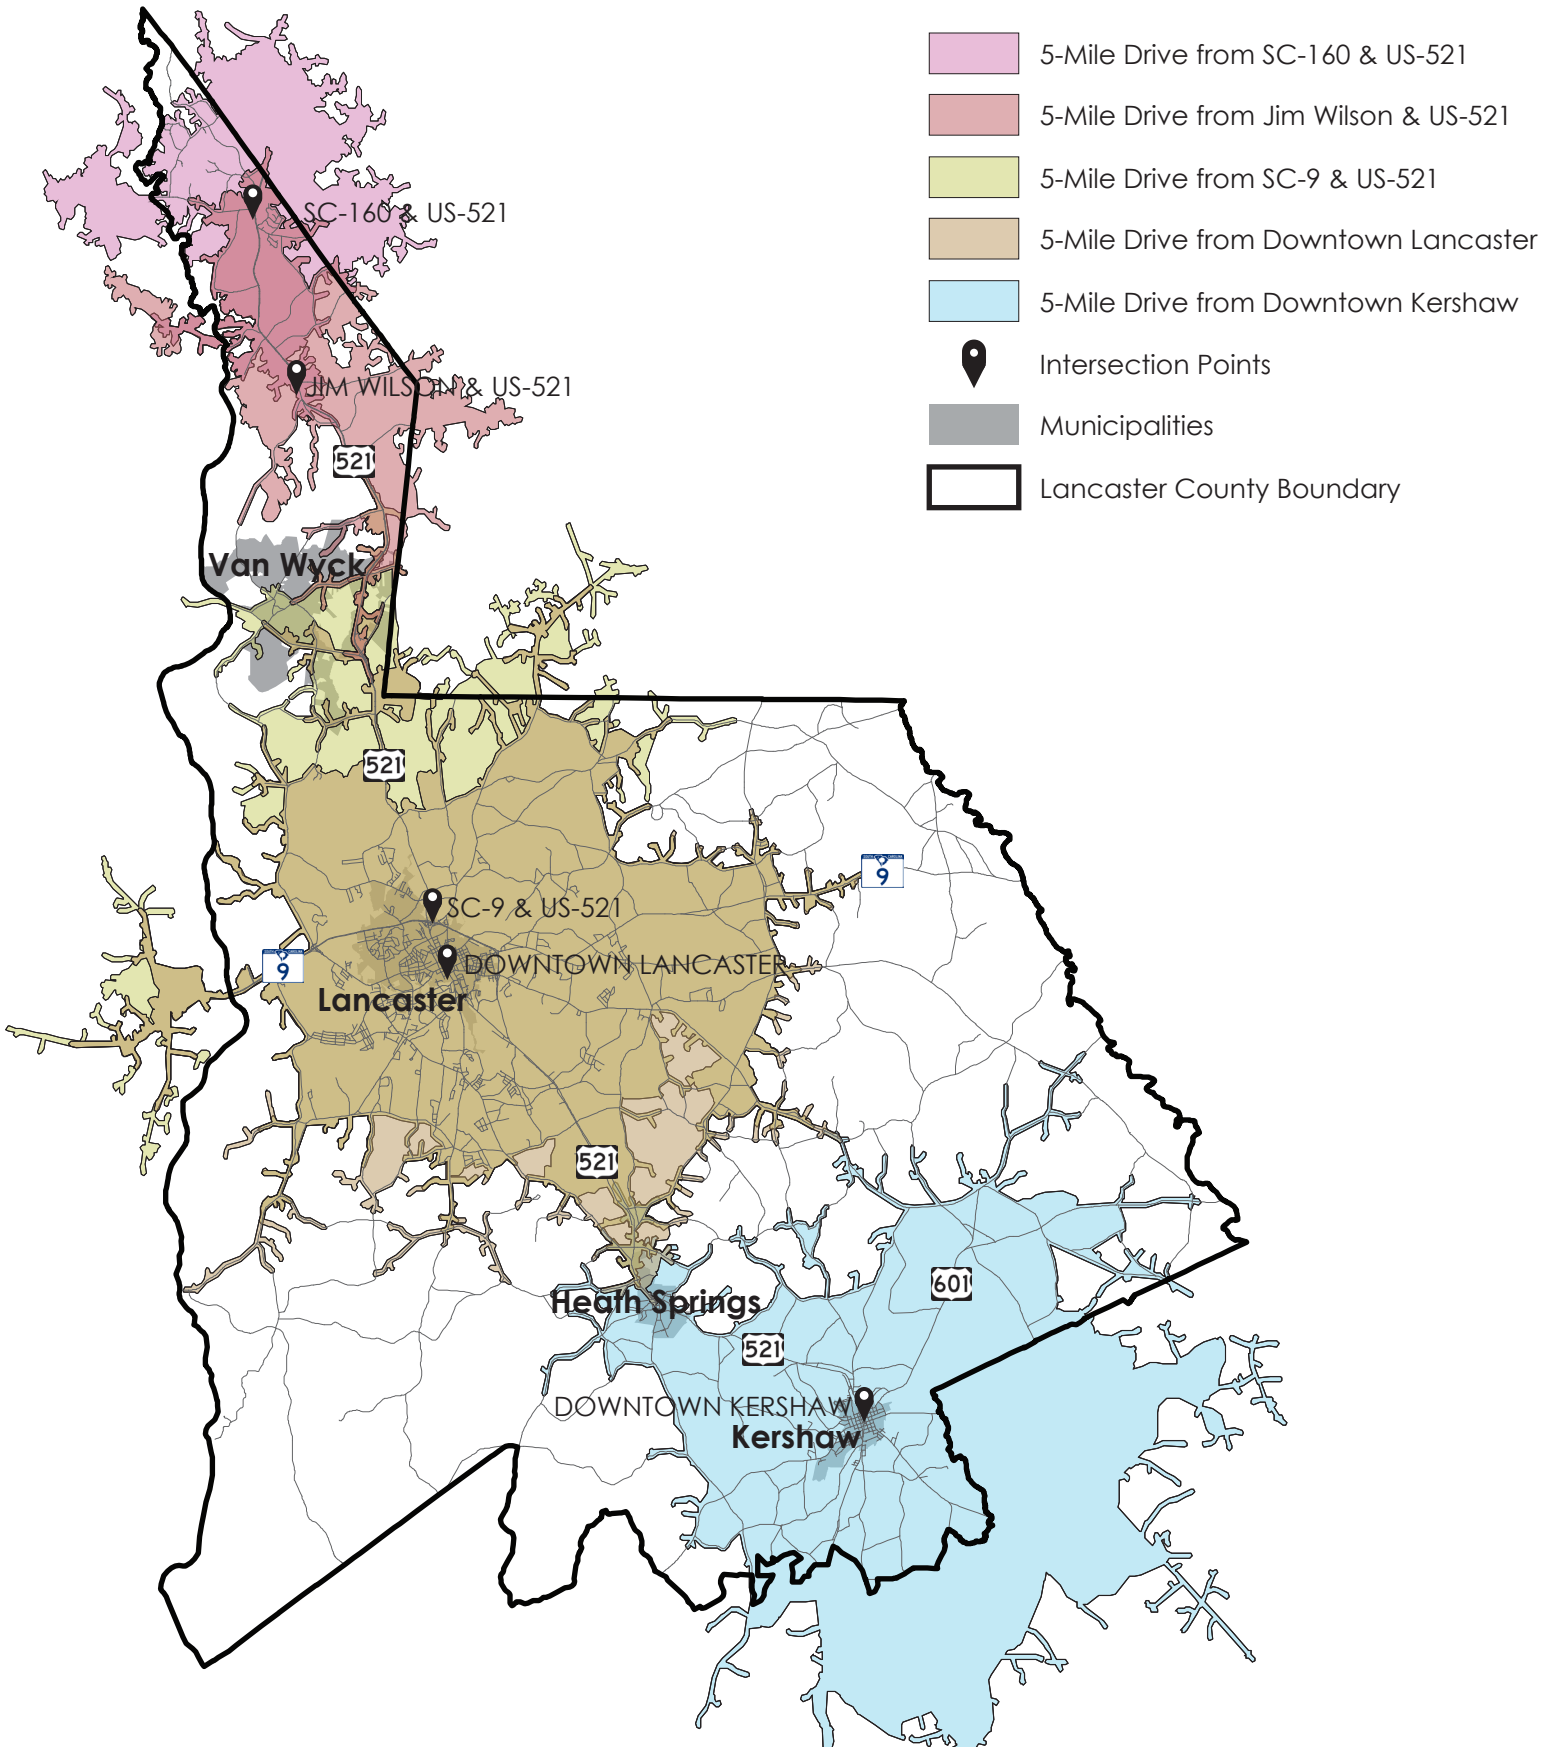 5-Mile Drive from SC-160 & US-521
5-Mile Drive from Jim Wilson & US-521
5-Mile Drive from SC-9 & US-521
5-Mile Drive from Downtown Lancaster
5-Mile Drive from Downtown Kershaw
Intersection Points
Municipalities
Lancaster County Boundary
SC-160 & US-521
JIM WILSON & US-521
521
Van Wyck
521
9
SC-9 & US-521
DOWNTOWN LANCASTER
9
Lancaster
521
601
Heath Springs
521
DOWNTOWN KERSHAW
Kershaw